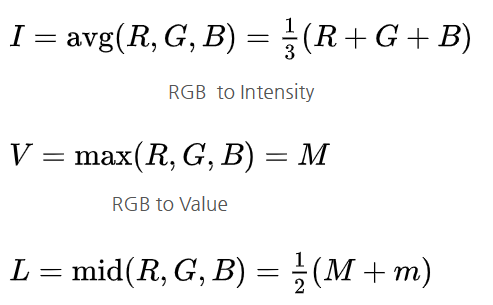 I = avg(R, G, B) = 1/3 (R + G + B)
RGB to Intensity
V = max(R, G, B) = M
RGB to Value
L = mid(R, G, B) = 1/2 (M + m)